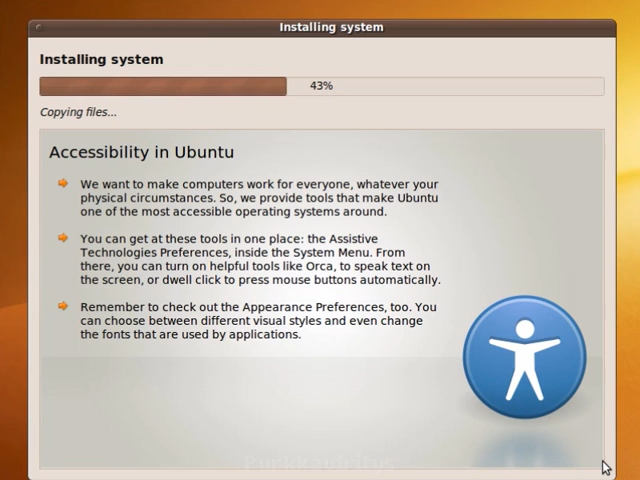 Installing system
Installing system
43%
Copying files...
Accessibility in Ubuntu
We want to make computers work for everyone, whatever your
physical circumstances. So, we provide tools that make Ubuntu
one of the most accessible operating systems around.
You can get at these tools in one place: the Assistive
Technologies Preferences, inside the System Menu. From
there, you can turn on helpful tools like Orca, to speak text on
the screen, or dwell click to press mouse buttons automatically.
Remember to check out the Appearance Preferences, too. You
can choose between different visual styles and even change
the fonts that are used by applications.